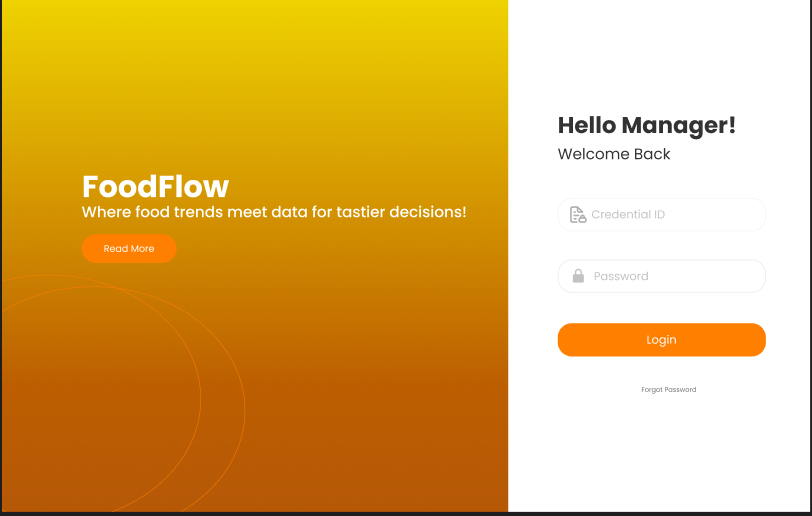 FoodFlow
Where food trends meet data for tastier decisions!
Read More
Hello Manager!
Welcome Back
Credential ID
Password
Login
Forgot Password